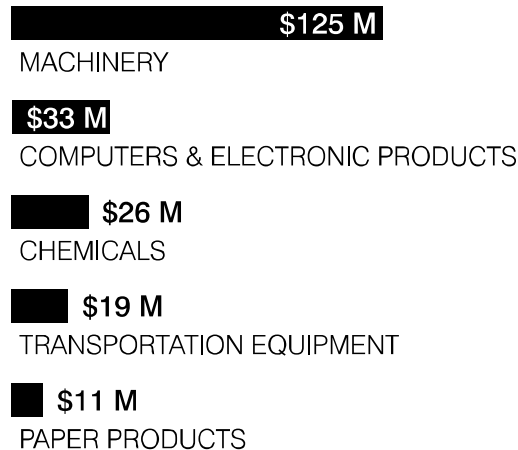 $125 M
MACHINERY
$33 M
COMPUTERS & ELECTRONIC PRODUCTS
$26 M
CHEMICALS
$19 M
TRANSPORTATION EQUIPMENT
$11 M
PAPER PRODUCTS